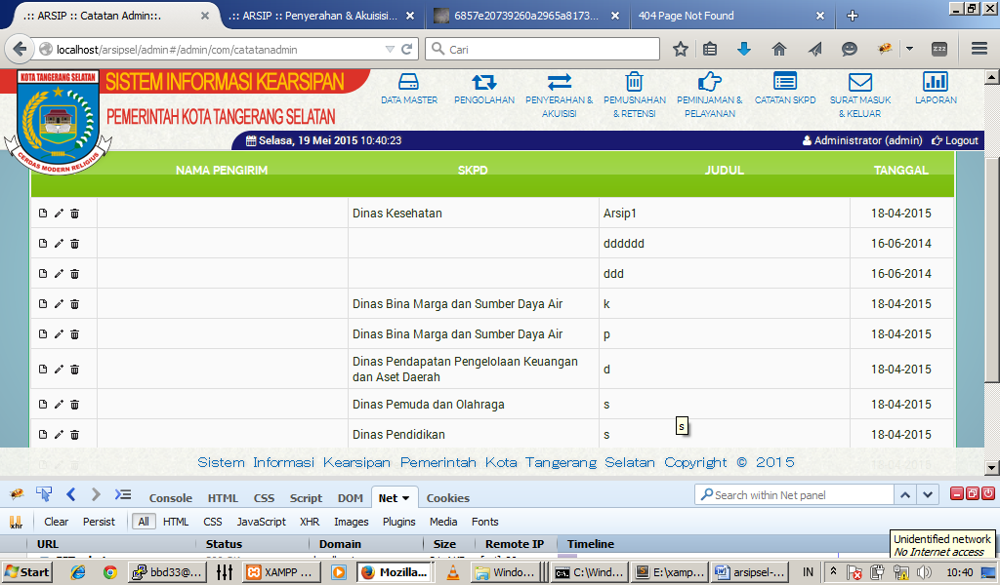 .:: ARSIP :: Catatan Admin::.
.:: ARSIP :: Penyerahan & Akuisisi...
6857e20739260a2965a8173...
404 Page Not Found
localhost/arsipsel/admin#/admin/com/catatanadmin
Cari
KOTA TANGERANG SELATAN
CERDAS MODERN RELIGIUS
SISTEM INFORMASI KEARSIPAN
PEMERINTAH KOTA TANGERANG SELATAN
DATA MASTER
PENGOLAHAN
PENYERAHAN &
AKUISISI
PEMUSNAHAN
& RETENSI
PEMINJAMAN &
PELAYANAN
CATATAN SKPD
SURAT MASUK
& KELUAR
LAPORAN
Selasa, 19 Mei 2015 10:40:23
Administrator (admin) Logout
NAMA PENGIRIM SKPD JUDUL TANGGAL
Dinas Kesehatan Arsip1 18-04-2015
dddddd 16-06-2014
ddd 16-06-2014
Dinas Bina Marga dan Sumber Daya Air k 18-04-2015
Dinas Bina Marga dan Sumber Daya Air p 18-04-2015
Dinas Pendapatan Pengelolaan Keuangan
dan Aset Daerah d 18-04-2015
Dinas Pemuda dan Olahraga s 18-04-2015
s
Dinas Pendidikan s 18-04-2015
Sistem Informasi Kearsipan Pemerintah Kota Tangerang Selatan Copyright © 2015
Console HTML CSS Script DOM Net Cookies
Search within Net panel
xhr
Clear Persist All HTML CSS JavaScript XHR Images Plugins Media Fonts
URL Status Domain Size Remote IP Timeline
Unidentified network
No Internet access
Start
bbd33@...
XAMPP ...
Mozilla...
Windo...
C:\Wind...
E:\xamp...
arsipsel-...
IN
10:40